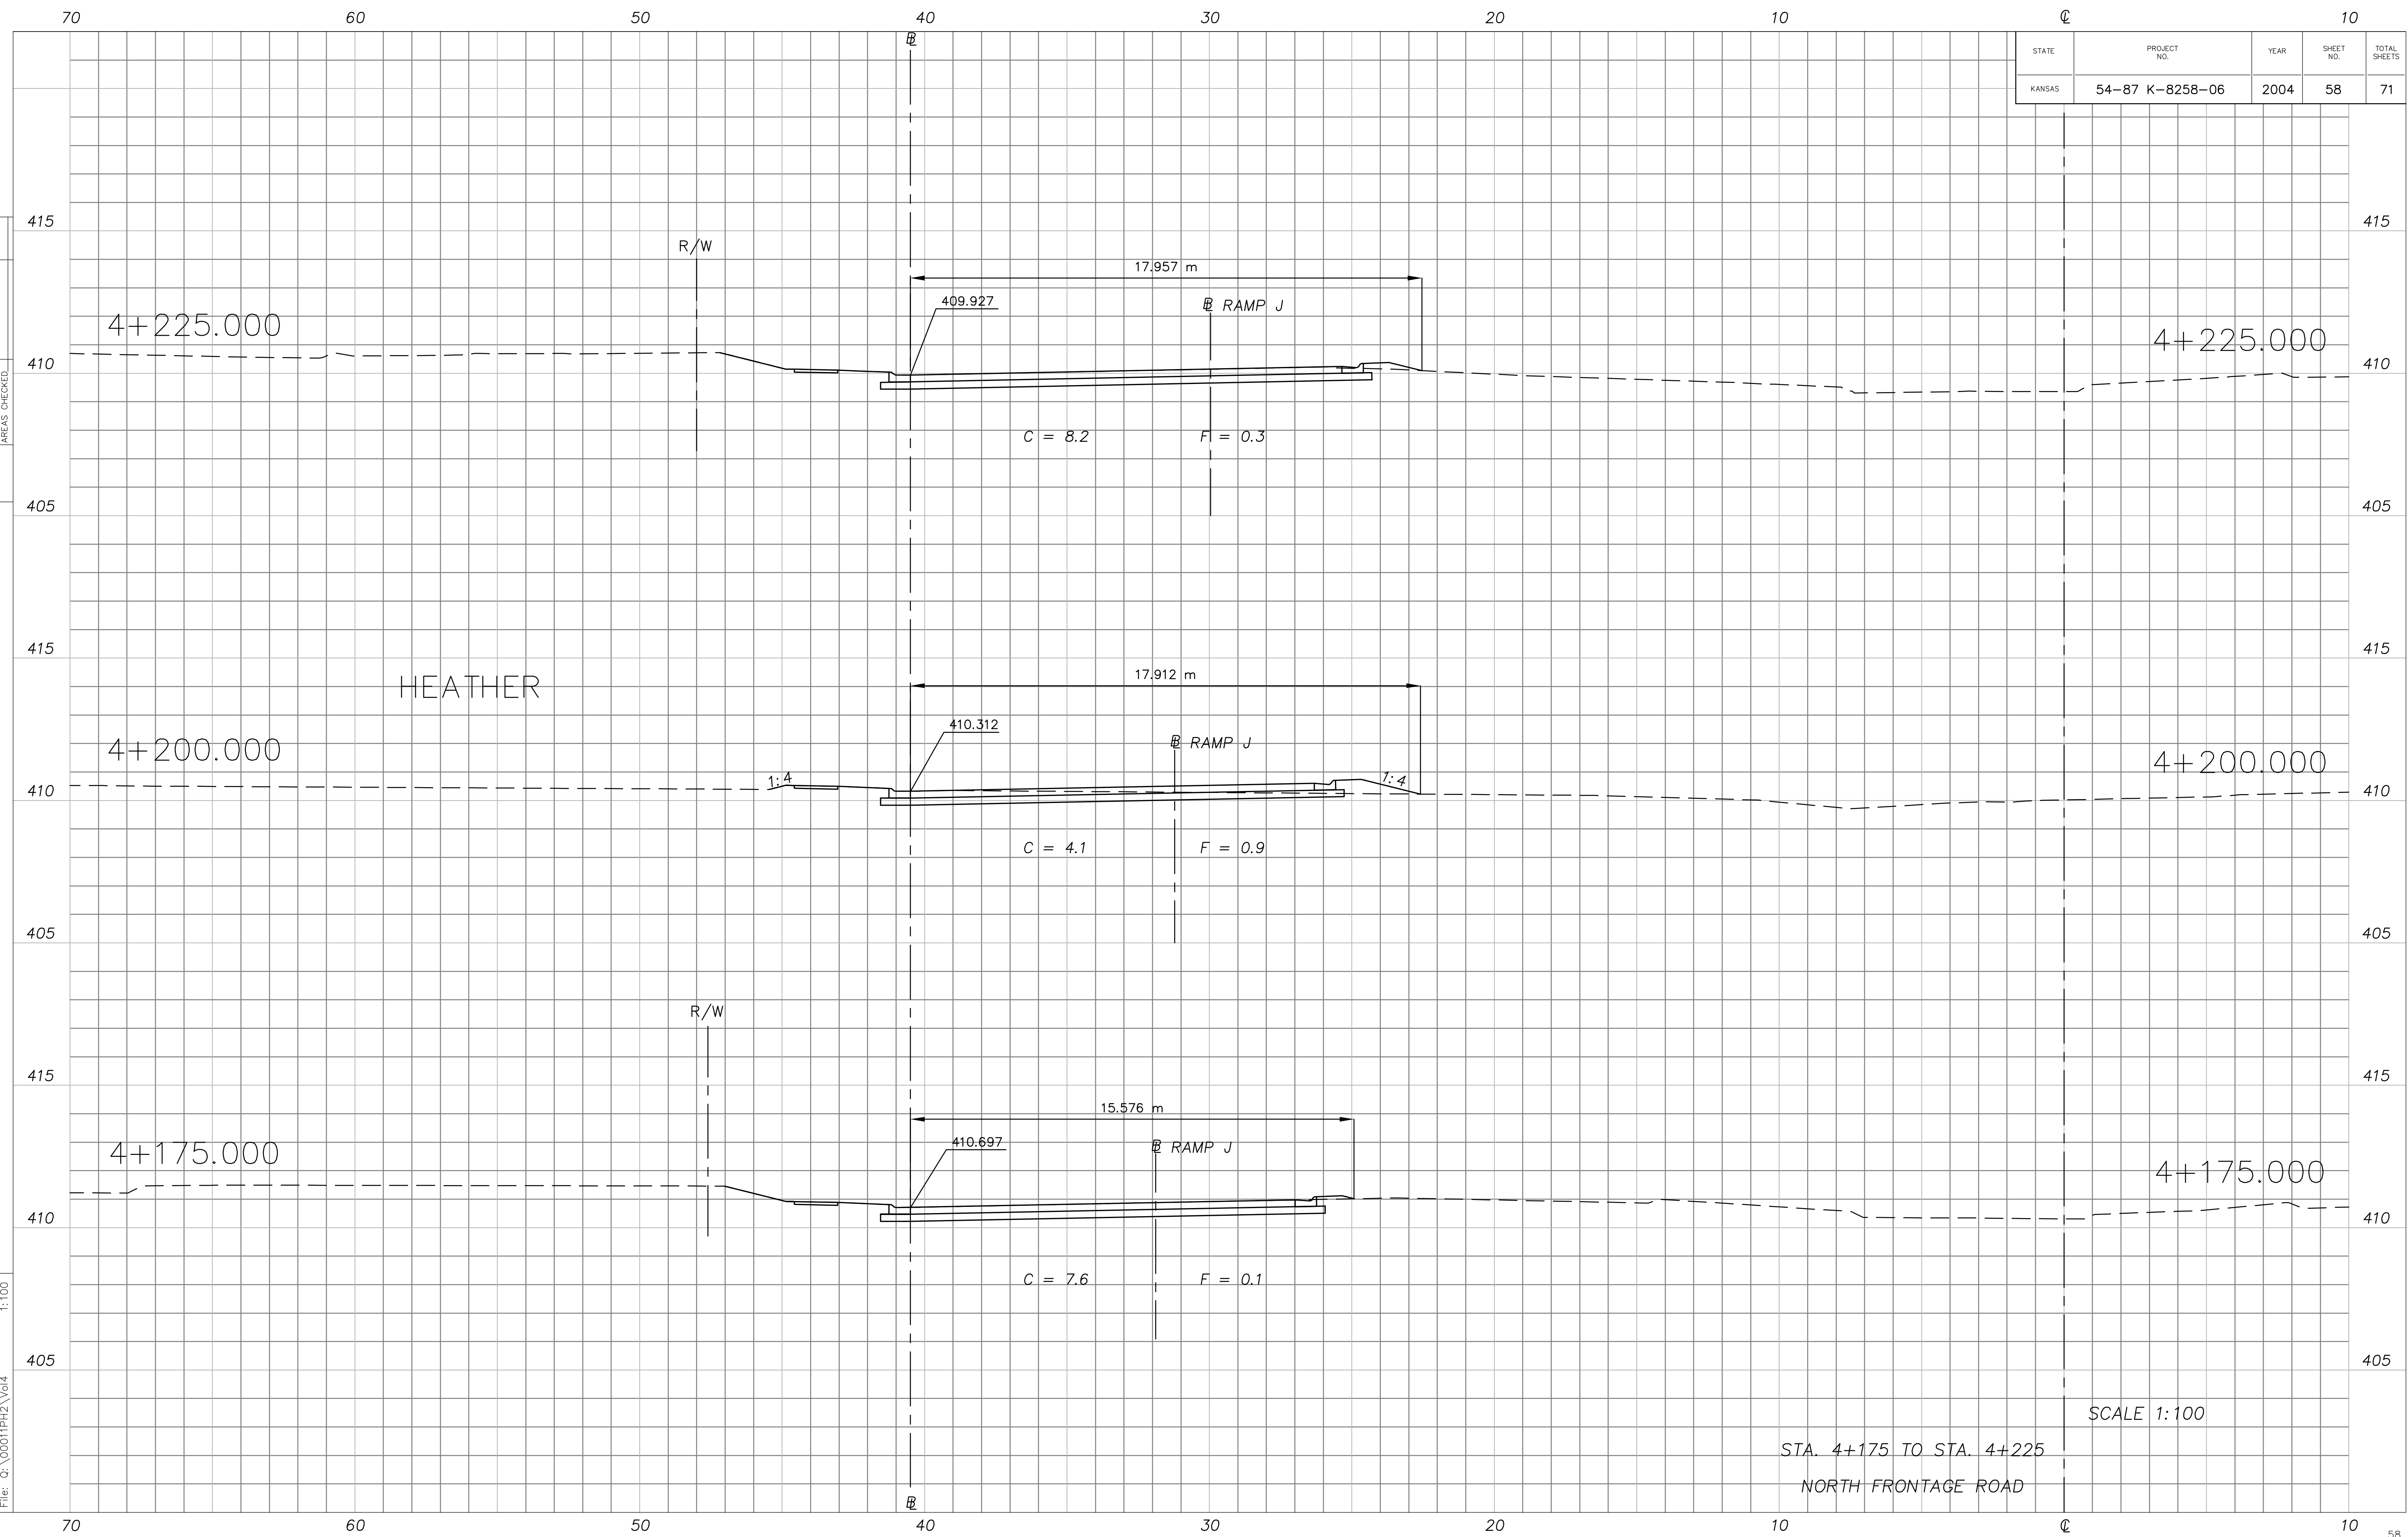 70 60 50 40 30 20 10 ℄ 10
STATE PROJECT NO. YEAR SHEET NO. TOTAL SHEETS
KANSAS 54-87 K-8258-06 2004 58 71
415 415
R/W
17.957 m
409.927
RAMP J
4+225.000 4+225.000
410 410
AREAS CHECKED
C = 8.2 F = 0.3
405 405
415 415
HEATHER
17.912 m
410.312
RAMP J
4+200.000 4+200.000
1:4 1:4
410 410
C = 4.1 F = 0.9
405 405
R/W
415 415
15.576 m
410.697
RAMP J
4+175.000 4+175.000
410 410
C = 7.6 F = 0.1
1:100
405 405
File: Q:\00011PH2\Vol4
SCALE 1:100
STA. 4+175 TO STA. 4+225
NORTH FRONTAGE ROAD
70 60 50 40 30 20 10 ℄ 10
58